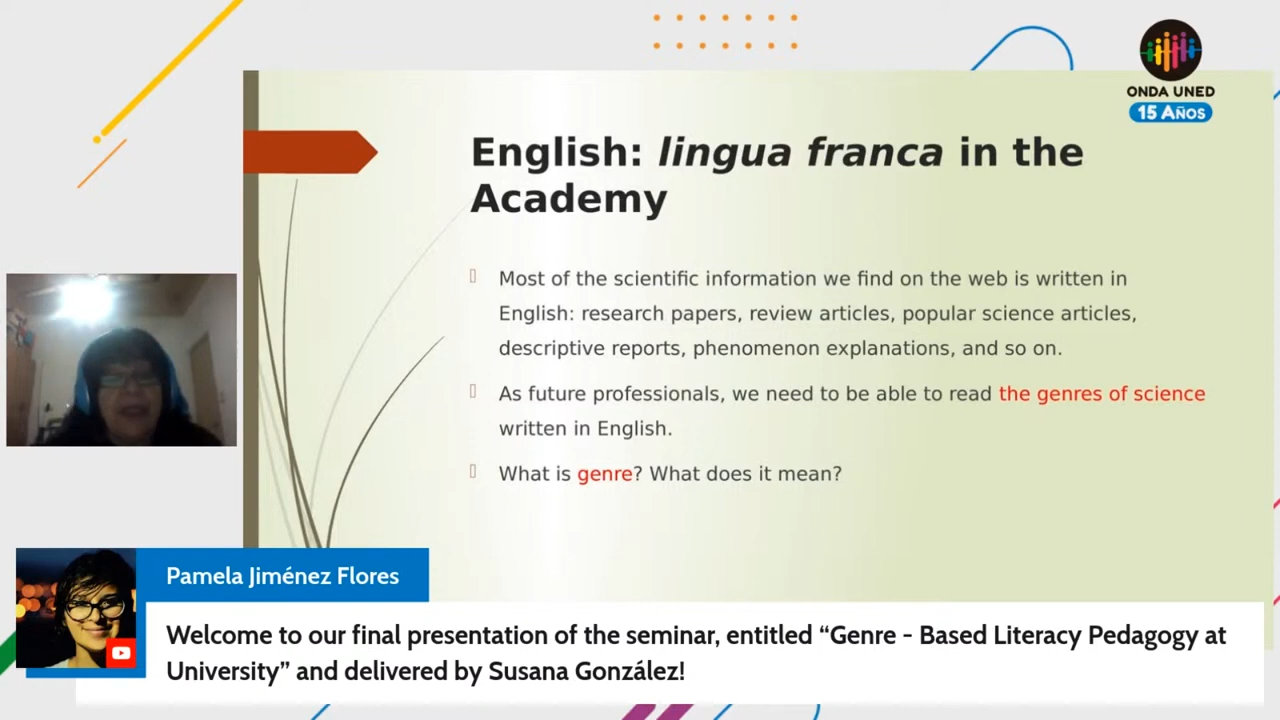 ONDA UNED
15 AÑOS
English: lingua franca in the
Academy
Most of the scientific information we find on the web is written in
English: research papers, review articles, popular science articles,
descriptive reports, phenomenon explanations, and so on.
As future professionals, we need to be able to read the genres of science
written in English.
What is genre? What does it mean?
Pamela Jiménez Flores
Welcome to our final presentation of the seminar, entitled “Genre - Based Literacy Pedagogy at
University” and delivered by Susana González!